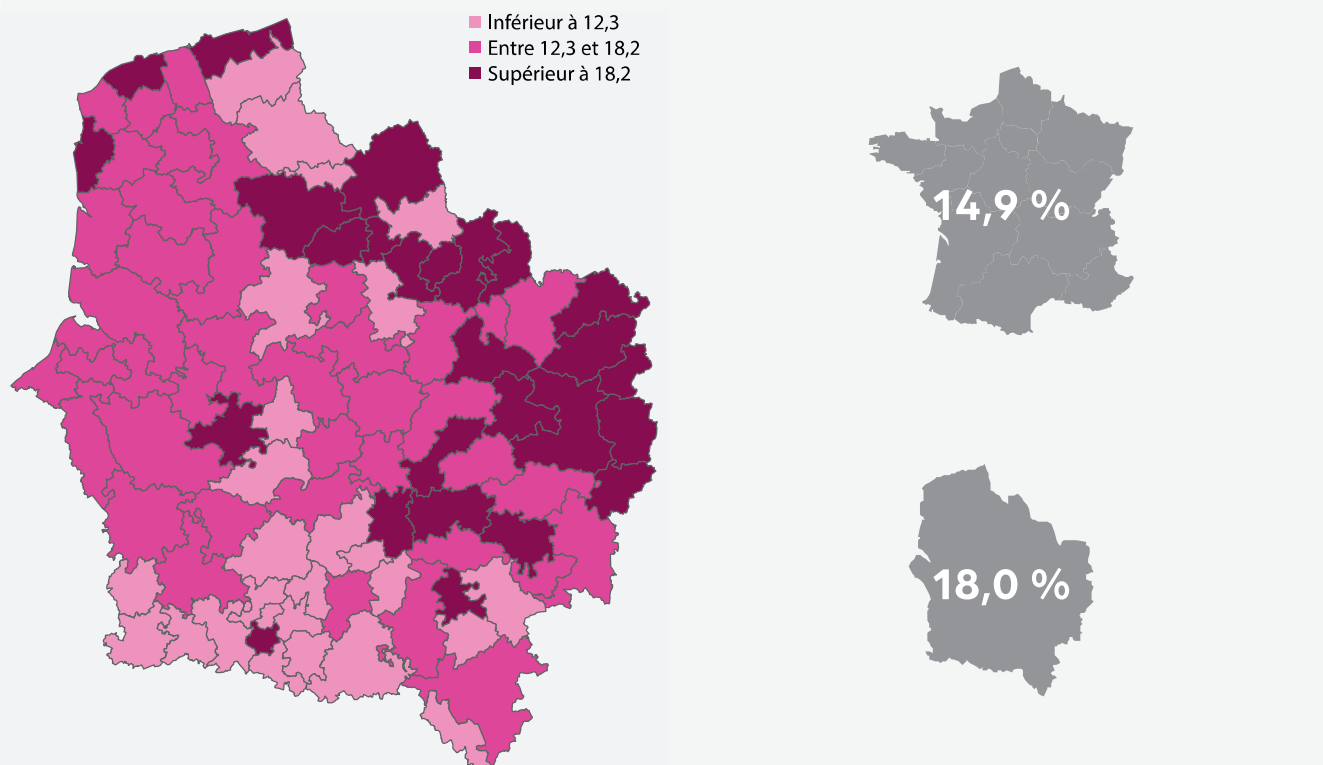 Inférieur à 12,3
Entre 12,3 et 18,2
Supérieur à 18,2
14,9 %
18,0 %